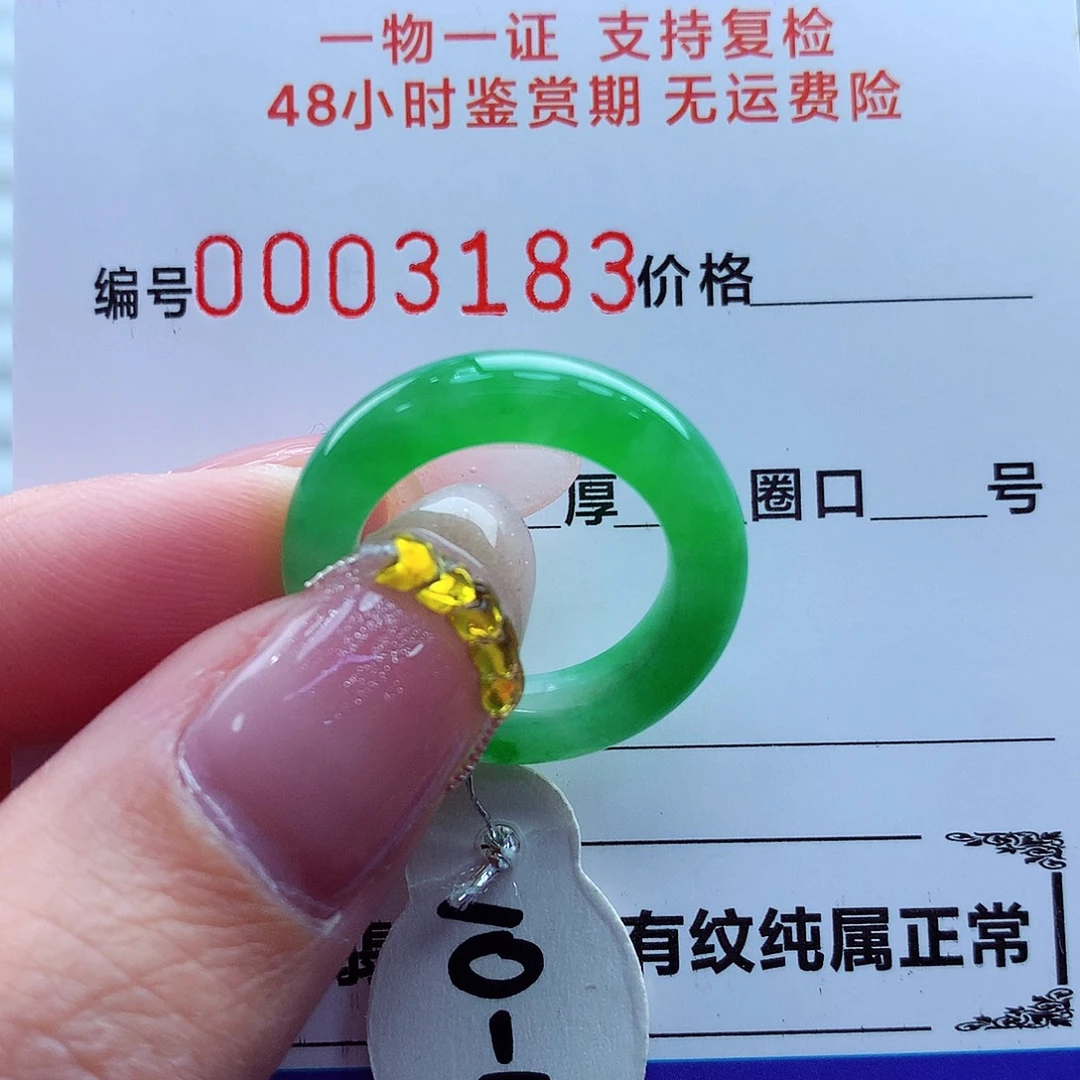 一物一证 支持复检
48小时鉴赏期 无运费险
编号0003183价格
厚 圈口 号
有纹纯属正常